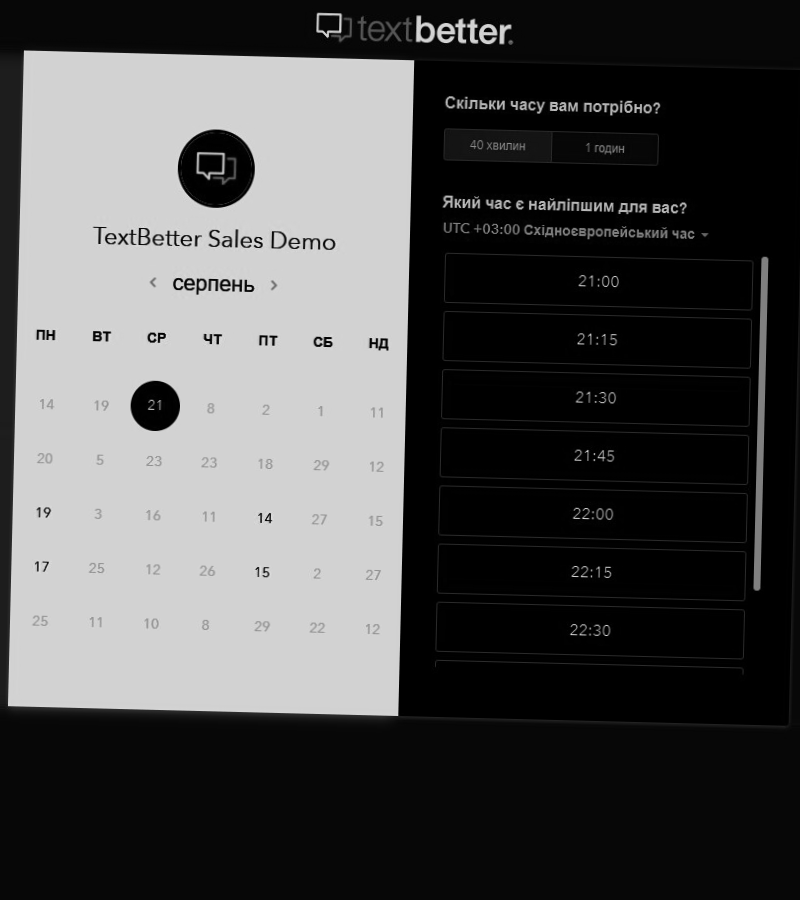 textbetter.
TextBetter Sales Demo
серпень
ПН ВТ СР ЧТ ПТ СБ НД
14 19 21 8 2 1 11
20 5 23 23 18 29 12
19 3 16 11 14 27 15
17 25 12 26 15 2 27
25 11 10 8 29 22 12
Скільки часу вам потрібно?
40 хвилин 1 годин
Який час є найліпшим для вас?
UTC +03:00 Східноєвропейський час
21:00
21:15
21:30
21:45
22:00
22:15
22:30